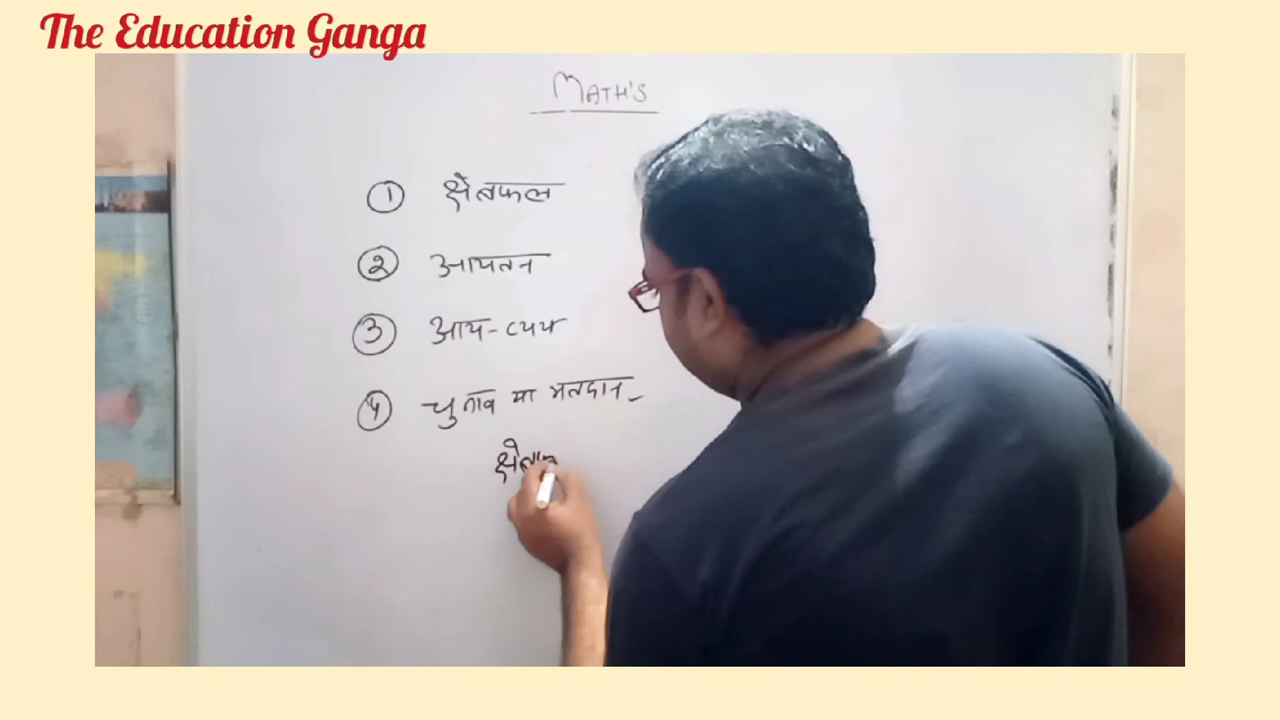 The Education Ganga
MATH'S
① क्षेत्रफल
② आयतन
③ आय-व्यय
④ चुनाव या मतदान-